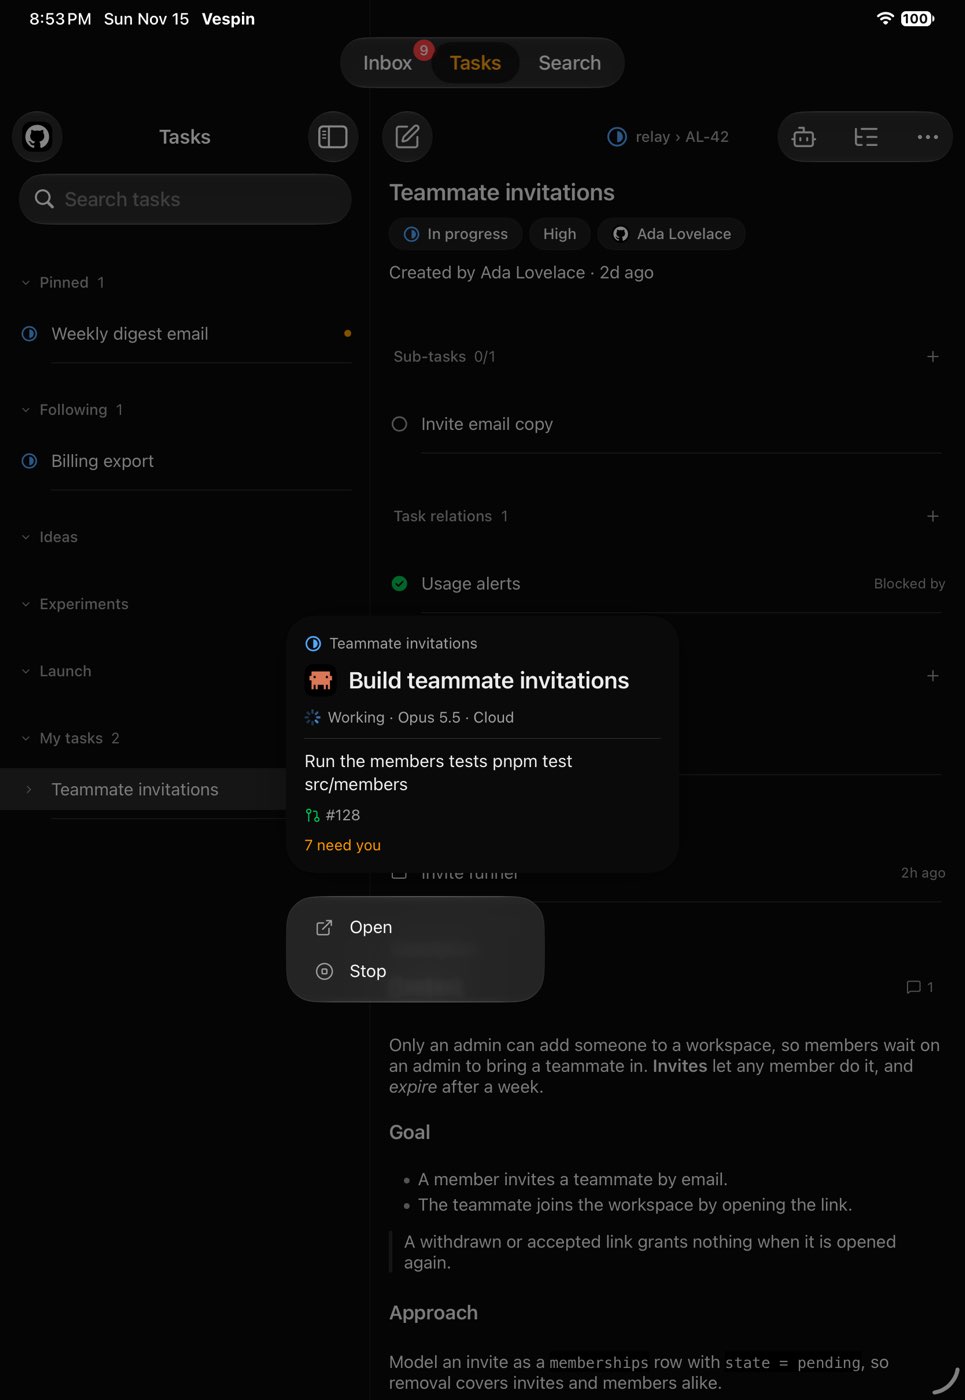 8:53 PM Sun Nov 15 Vespin
100
Inbox 9 Tasks Search
Tasks
relay › AL-42
Search tasks
Pinned 1
Weekly digest email
Following 1
Billing export
Ideas
Experiments
Launch
My tasks 2
Teammate invitations
Teammate invitations
In progress High Ada Lovelace
Created by Ada Lovelace · 2d ago
Sub-tasks 0/1
Invite email copy
Task relations 1
Usage alerts Blocked by
Teammate invitations
Build teammate invitations
Working · Opus 5.5 · Cloud
Run the members tests pnpm test
src/members
#128
7 need you
Invite runner 2h ago
Open
Stop
1
Only an admin can add someone to a workspace, so members wait on
an admin to bring a teammate in. Invites let any member do it, and
expire after a week.
Goal
• A member invites a teammate by email.
• The teammate joins the workspace by opening the link.
A withdrawn or accepted link grants nothing when it is opened
again.
Approach
Model an invite as a memberships row with state = pending, so
removal covers invites and members alike.